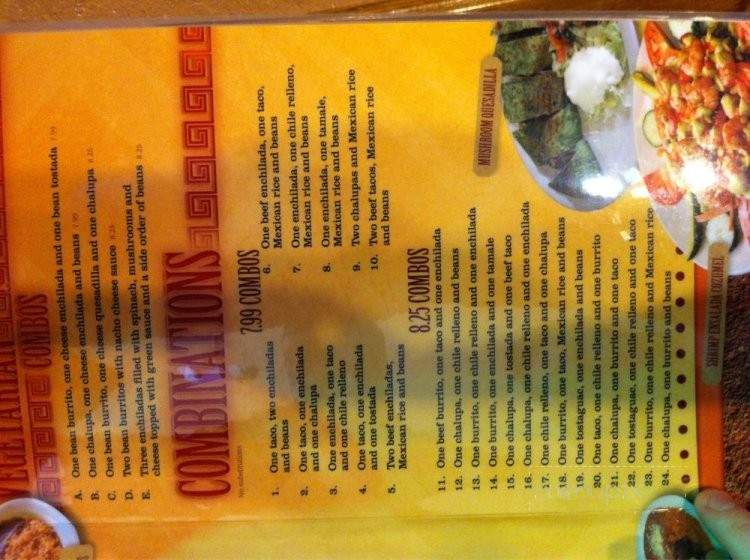 VEGETARIAN
COMBOS
A. One bean burrito, one cheese enchilada and one bean tostada 7.99
B. One chalupa, one cheese enchilada and beans 7.99
C. One bean burrito, one cheese quesadilla and one chalupa 8.25
D. Two bean burritos with nacho cheese sauce 8.25
E. Three enchiladas filled with spinach, mushrooms and
cheese topped with green sauce and a side order of beans 8.25
COMBINATIONS
No substitutions
7.99 COMBOS
1. One taco, two enchiladas
and beans
2. One taco, one enchilada
and one chalupa
3. One enchilada, one taco
and one chile relleno
4. One taco, one enchilada
and one tostada
5. Two beef enchiladas,
Mexican rice and beans
6. One beef enchilada, one taco,
Mexican rice and beans
7. One enchilada, one chile relleno,
Mexican rice and beans
8. One enchilada, one tamale,
Mexican rice and beans
9. Two chalupas and Mexican rice
10. Two beef tacos, Mexican rice
and beans
8.25 COMBOS
11. One beef burrito, one taco and one enchilada
12. One chalupa, one chile relleno and beans
13. One burrito, one chile relleno and one enchilada
14. One burrito, one enchilada and one tamale
15. One chalupa, one tostada and one beef taco
16. One chalupa, one chile relleno and one enchilada
17. One chile relleno, one taco and one chalupa
18. One burrito, one taco, Mexican rice and beans
19. One tostaguac, one enchilada and beans
20. One taco, one chile relleno and one burrito
21. One chalupa, one burrito and one taco
22. One tostaguac, one chile relleno and one taco
23. One burrito, one chile relleno and Mexican rice
24. One chalupa, one burrito and beans
MUSHROOM QUESADILLA
SHRIMP ENSALADA COZUMEL